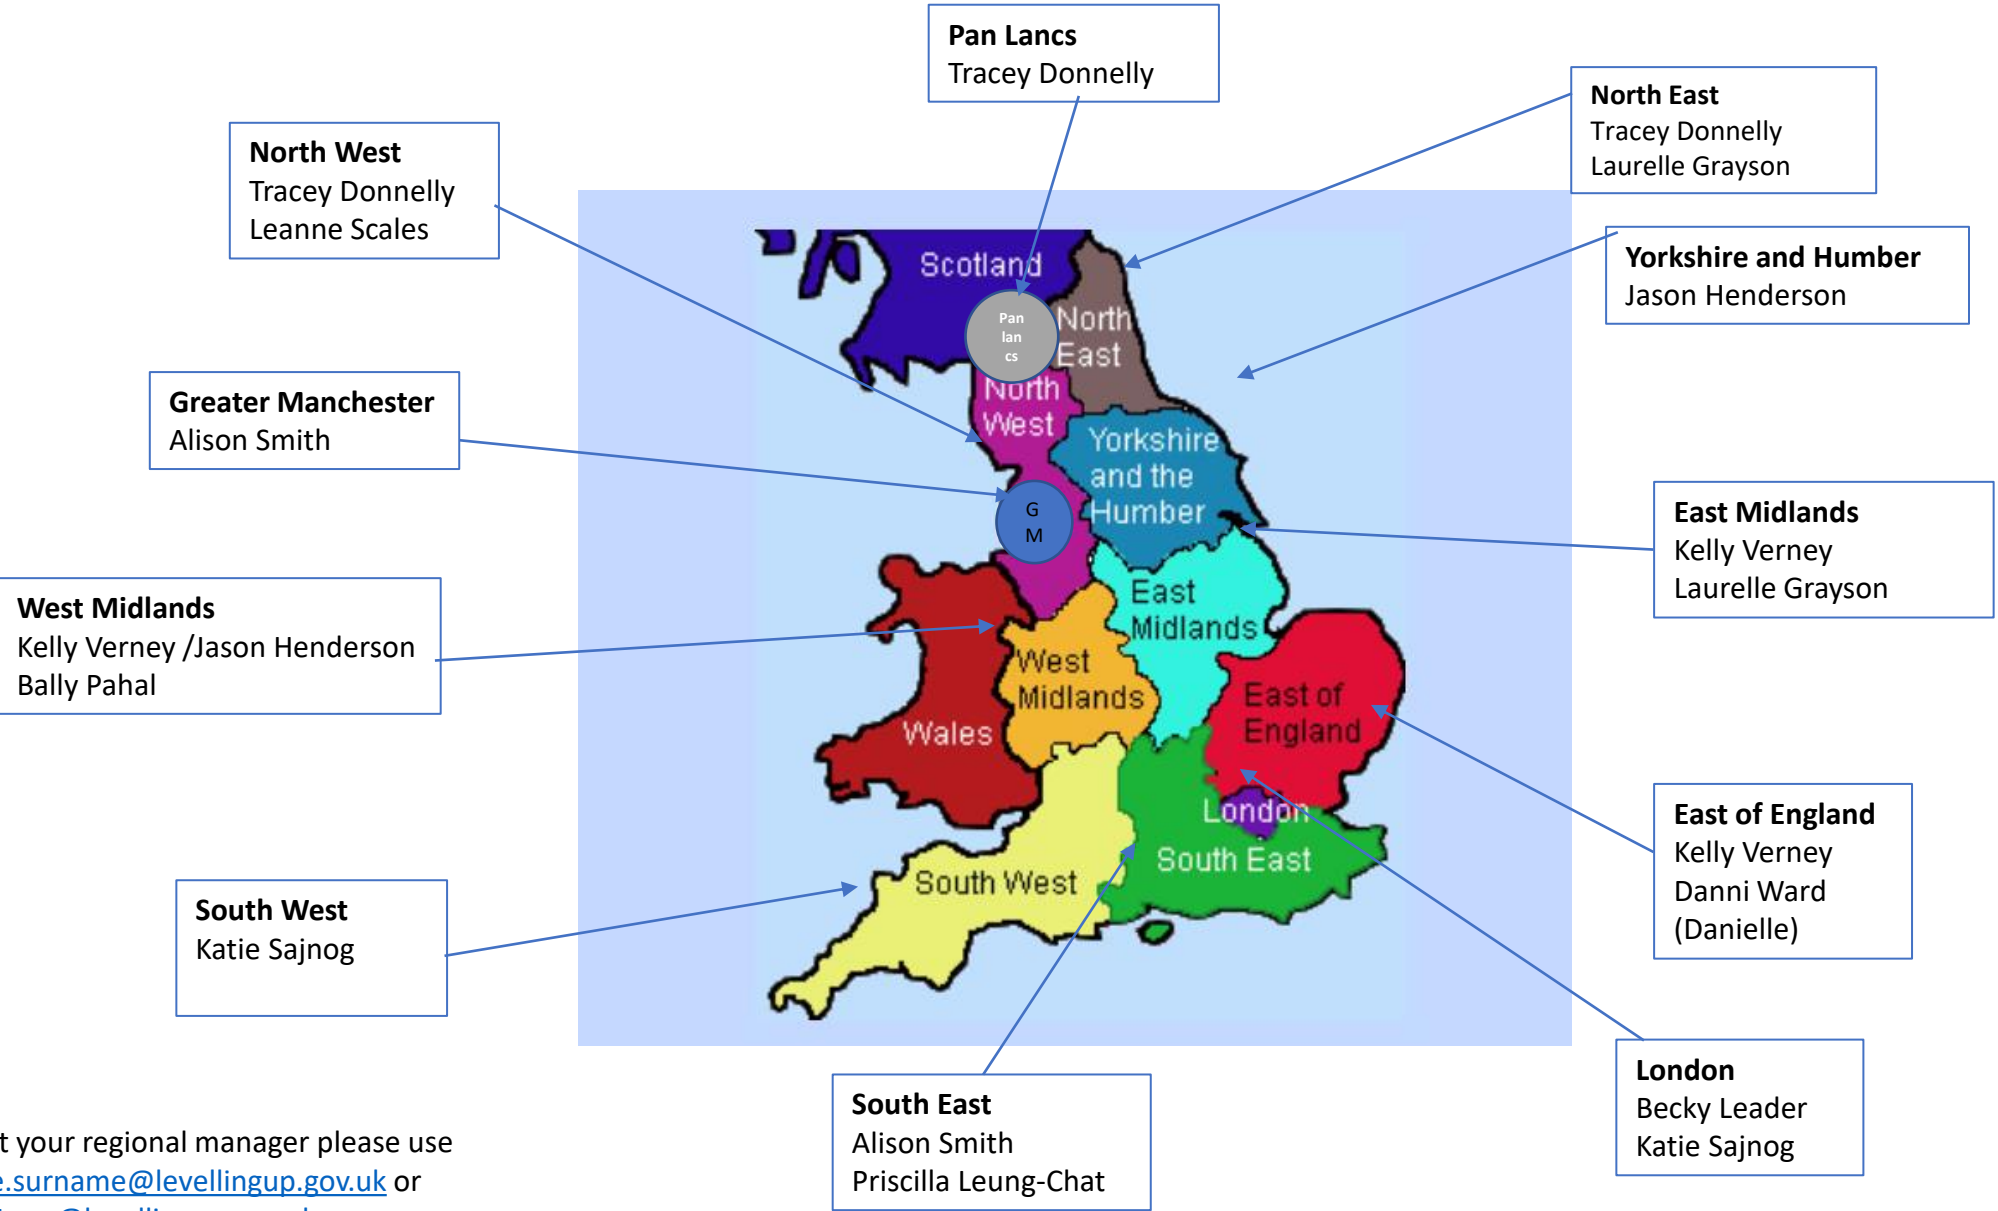 Pan Lancs
Tracey Donnelly
North East
Tracey Donnelly
Laurelle Grayson
North West
Tracey Donnelly
Leanne Scales
Yorkshire and Humber
Jason Henderson
Greater Manchester
Alison Smith
East Midlands
Kelly Verney
Laurelle Grayson
West Midlands
Kelly Verney /Jason Henderson
Bally Pahal
East of England
Kelly Verney
Danni Ward
(Danielle)
South West
Katie Sajnog
London
Becky Leader
Katie Sajnog
South East
Alison Smith
Priscilla Leung-Chat
Scotland
Pan
lan
cs
North
East
North
West
Yorkshire
and the
Humber
G
M
East
Midlands
West
Midlands
East of
England
Wales
London
South East
South West
t your regional manager please use
e.surname@levellingup.gov.uk or